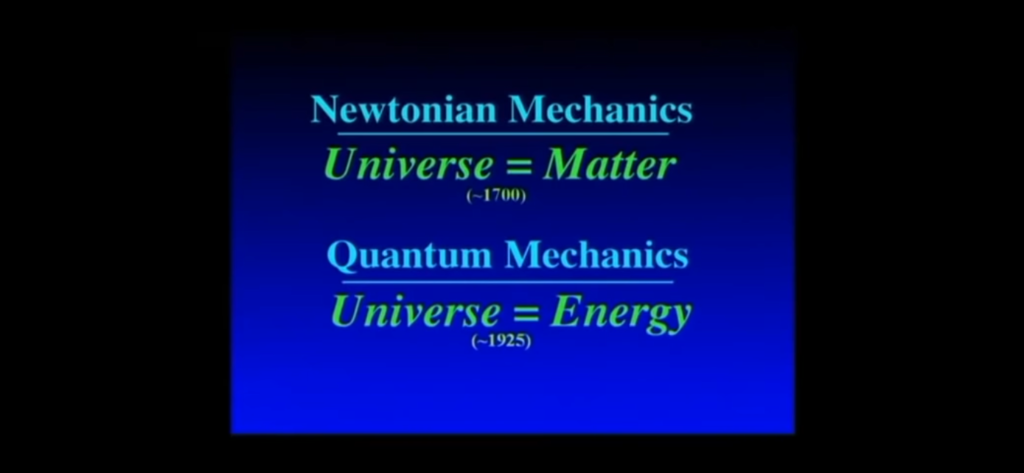 Newtonian Mechanics
Universe = Matter
(~1700)
Quantum Mechanics
Universe = Energy
(~1925)